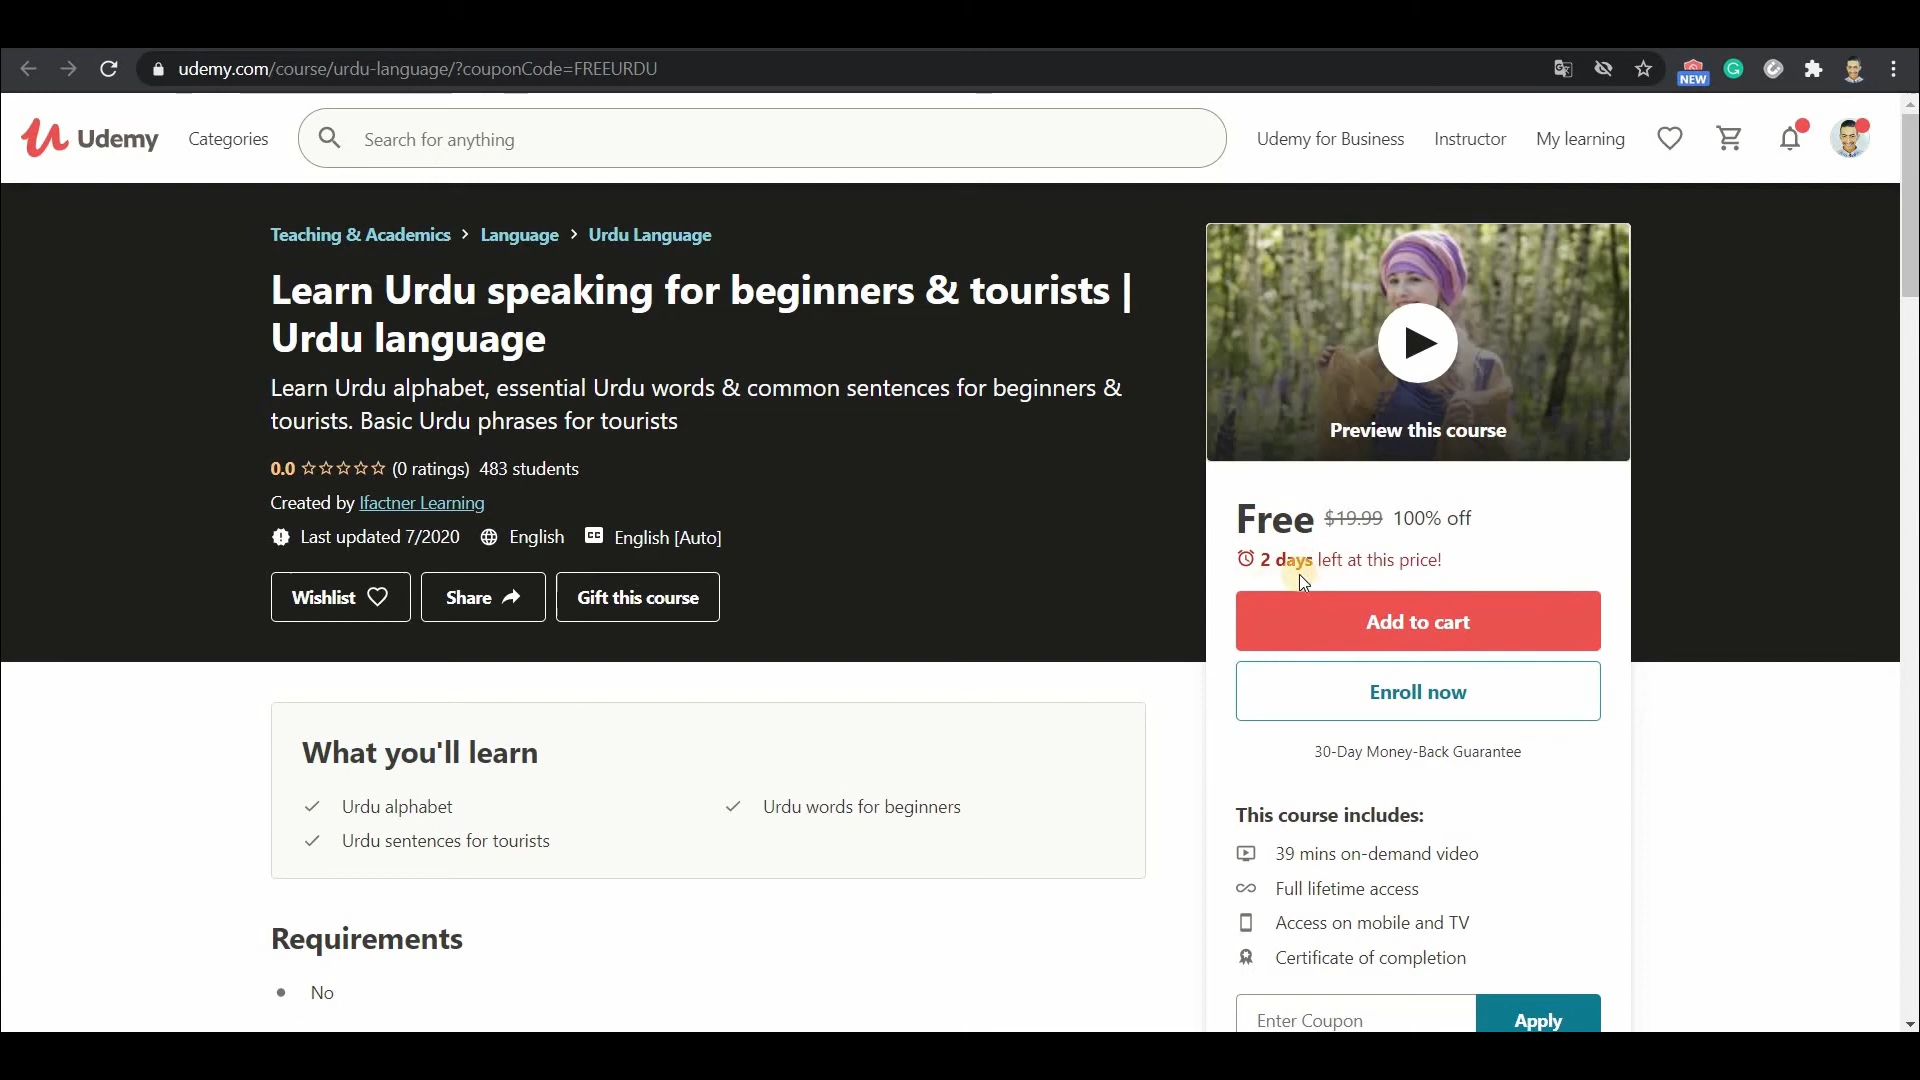 udemy.com/course/urdu-language/?couponCode=FREEURDU
NEW
Udemy
Categories
Search for anything
Udemy for Business
Instructor
My learning
Teaching & Academics > Language > Urdu Language
Learn Urdu speaking for beginners & tourists |
Urdu language
Learn Urdu alphabet, essential Urdu words & common sentences for beginners &
tourists. Basic Urdu phrases for tourists
0.0 (0 ratings) 483 students
Created by Ifactner Learning
Last updated 7/2020 English CC English [Auto]
Wishlist
Share
Gift this course
What you'll learn
Urdu alphabet
Urdu words for beginners
Urdu sentences for tourists
Requirements
No
Preview this course
Free $19.99 100% off
2 days left at this price!
Add to cart
Enroll now
30-Day Money-Back Guarantee
This course includes:
39 mins on-demand video
Full lifetime access
Access on mobile and TV
Certificate of completion
Enter Coupon
Apply